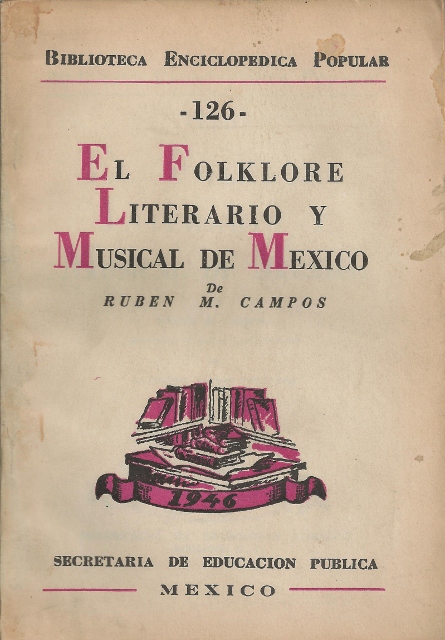 BIBLIOTECA ENCICLOPEDICA POPULAR
-126-
EL FOLKLORE
LITERARIO Y
MUSICAL DE MEXICO
De
RUBEN M. CAMPOS
1946
SECRETARIA DE EDUCACION PUBLICA
MEXICO